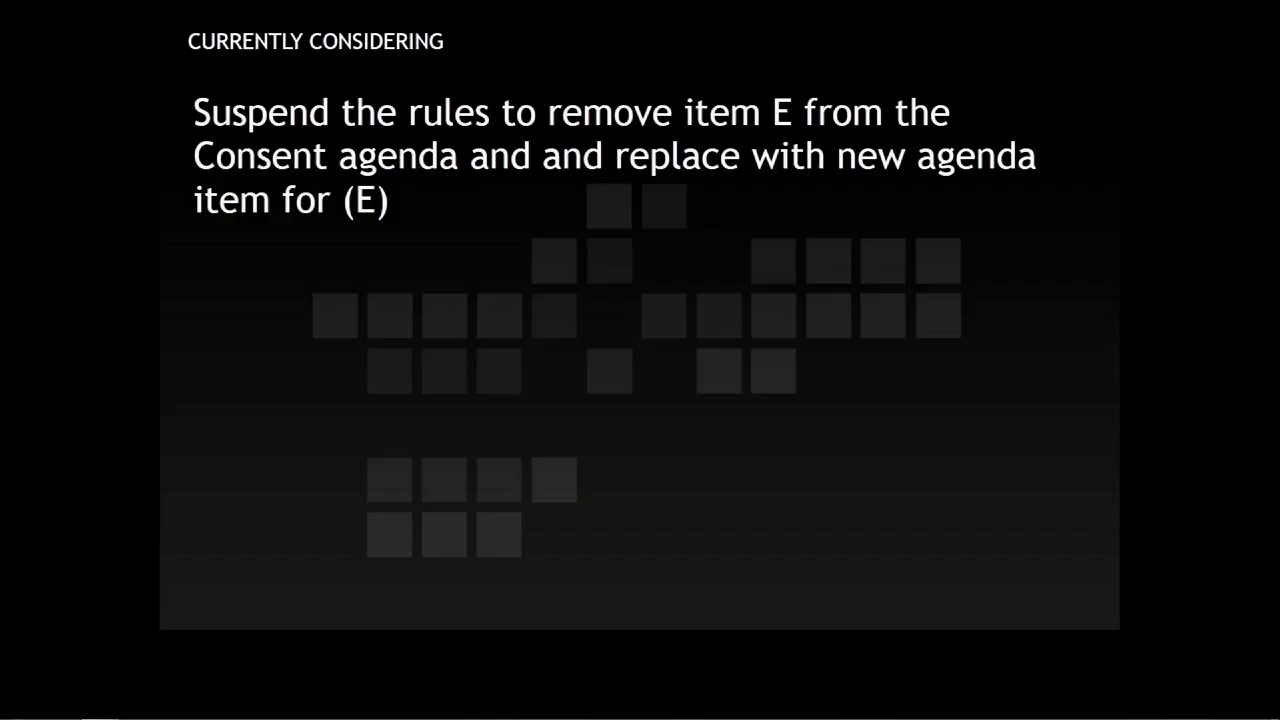 CURRENTLY CONSIDERING
Suspend the rules to remove item E from the
Consent agenda and and replace with new agenda
item for (E)